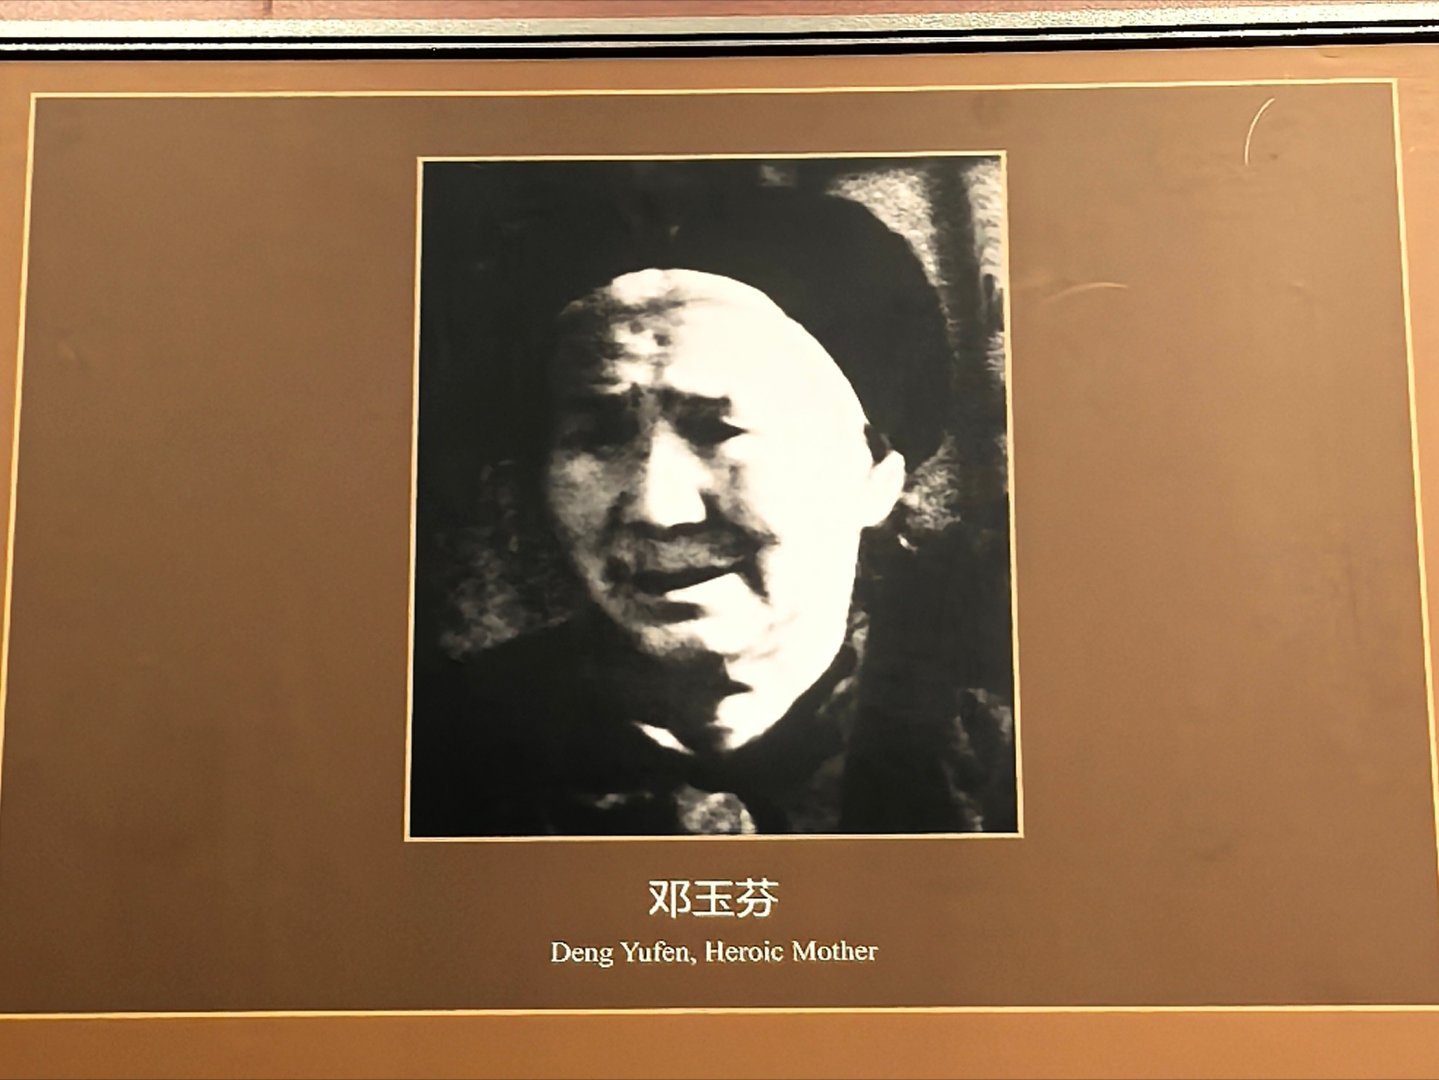 邓玉芬
Deng Yufen, Heroic Mother